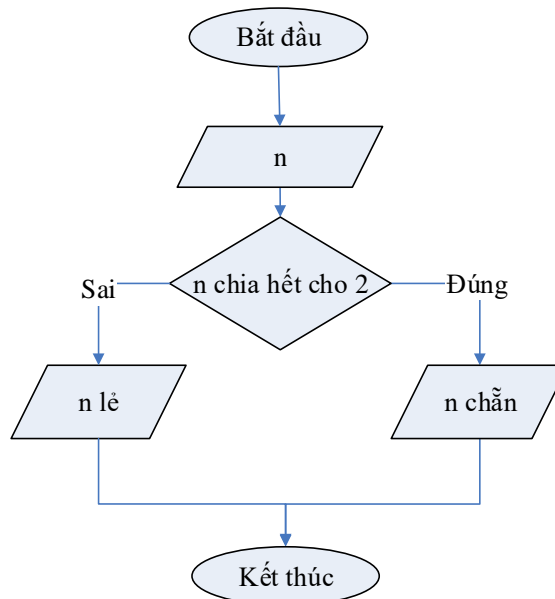 Bắt đầu
n
n chia hết cho 2
Sai
Đúng
n lẻ
n chẵn
Kết thúc